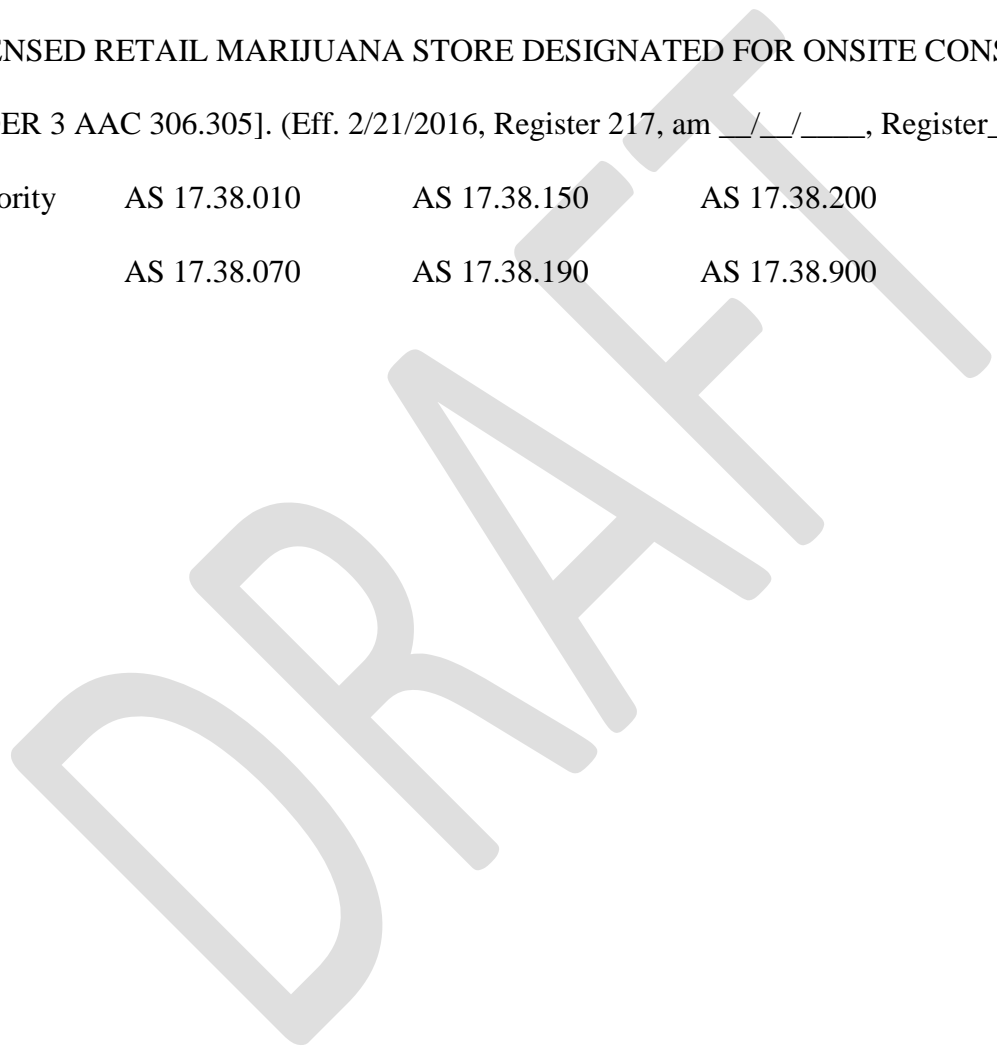 ENSED RETAIL MARIJUANA STORE DESIGNATED FOR ONSITE CONS
ER 3 AAC 306.305]. (Eff. 2/21/2016, Register 217, am __/__/____, Register_
ority AS 17.38.010 AS 17.38.150 AS 17.38.200
AS 17.38.070 AS 17.38.190 AS 17.38.900
DRAFT